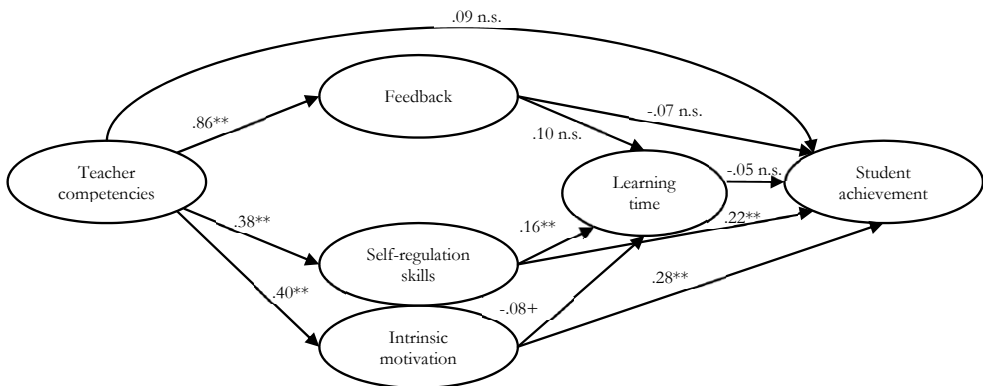 .09 n.s.
Feedback
-.07 n.s.
.86**
.10 n.s.
Teacher
competencies
Learning
time
-.05 n.s.
Student
achievement
.38**
.16**
.22**
Self-regulation
skills
.40**
-.08+
.28**
Intrinsic
motivation